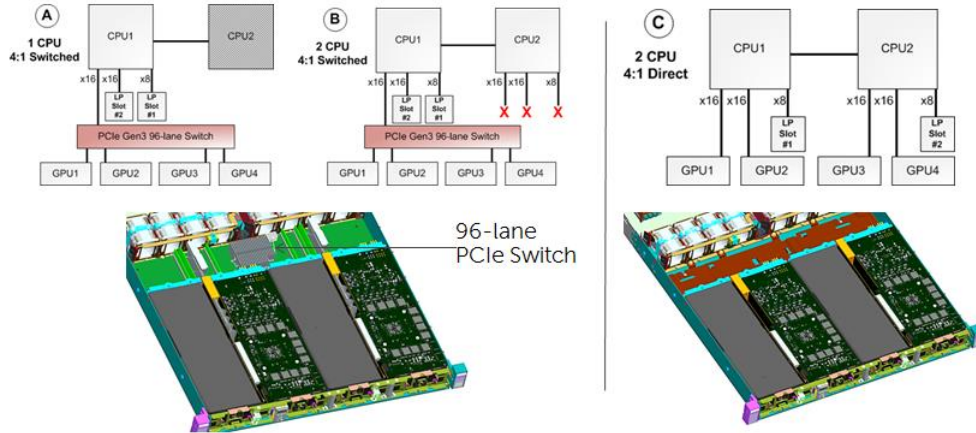 A
1 CPU
4:1 Switched
CPU1
CPU2
x16
x16
x8
LP
Slot
#2
LP
Slot
#1
PCIe Gen3 96-lane Switch
GPU1
GPU2
GPU3
GPU4
B
2 CPU
4:1 Switched
CPU1
CPU2
x16
x16
x8
x16
x16
x8
LP
Slot
#2
LP
Slot
#1
X
X
X
PCIe Gen3 96-lane Switch
GPU1
GPU2
GPU3
GPU4
C
2 CPU
4:1 Direct
CPU1
CPU2
x16
x16
x8
x16
x16
x8
LP
Slot
#1
LP
Slot
#2
GPU1
GPU2
GPU3
GPU4
96-lane
PCIe Switch